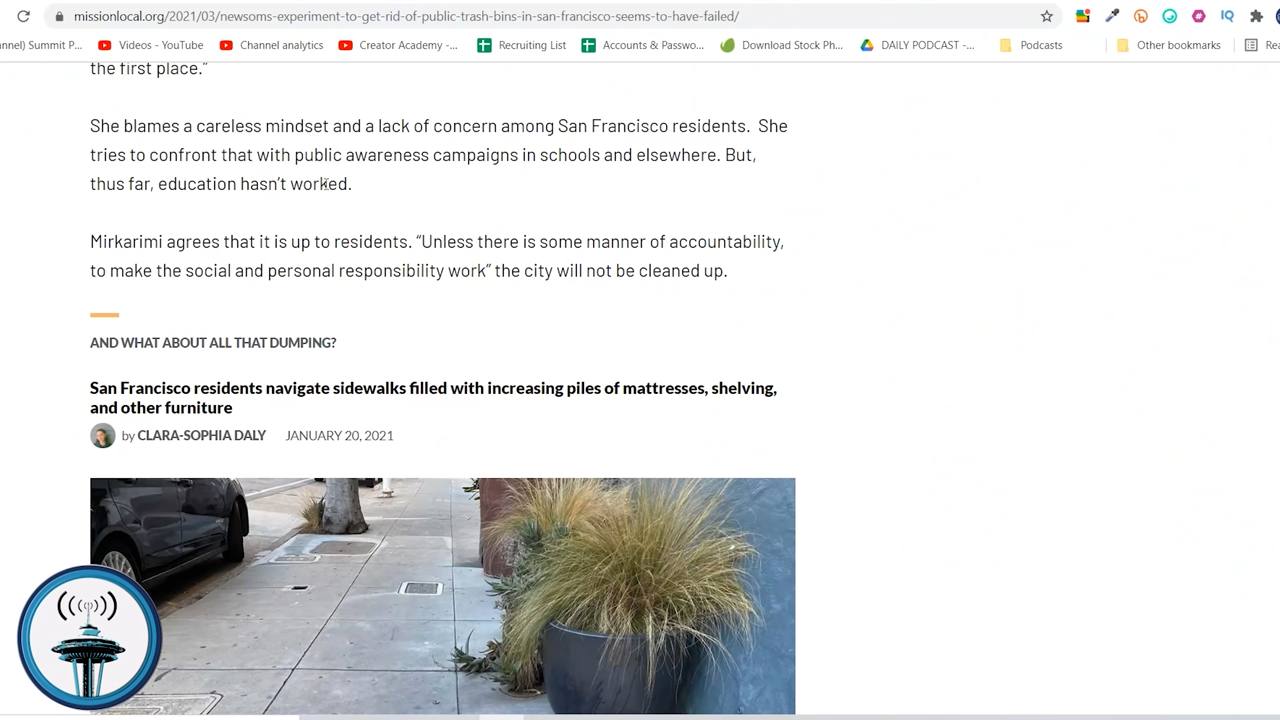 missionlocal.org/2021/03/newsoms-experiment-to-get-rid-of-public-trash-bins-in-san-francisco-seems-to-have-failed/
IQ
nnel) Summit P... Videos - YouTube Channel analytics Creator Academy -... Recruiting List Accounts & Passwo... Download Stock Ph... DAILY PODCAST -... Podcasts Other bookmarks Rea
the first place.”
She blames a careless mindset and a lack of concern among San Francisco residents. She
tries to confront that with public awareness campaigns in schools and elsewhere. But,
thus far, education hasn’t worked.
Mirkarimi agrees that it is up to residents. “Unless there is some manner of accountability,
to make the social and personal responsibility work” the city will not be cleaned up.
AND WHAT ABOUT ALL THAT DUMPING?
San Francisco residents navigate sidewalks filled with increasing piles of mattresses, shelving,
and other furniture
by CLARA-SOPHIA DALY JANUARY 20, 2021